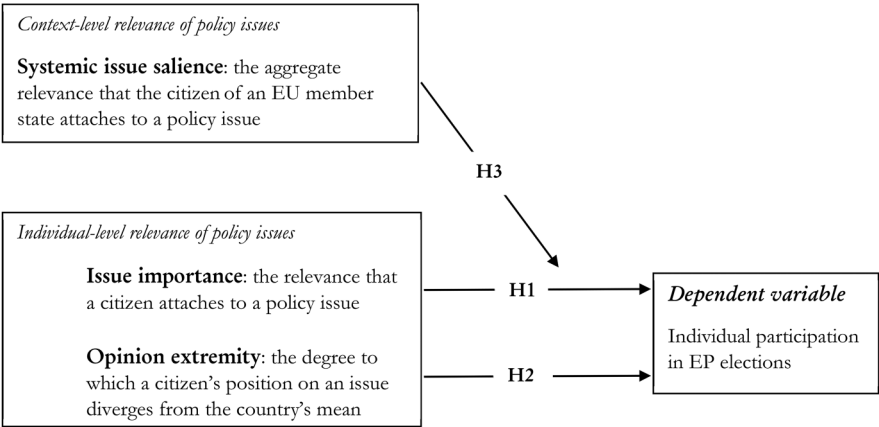 Context-level relevance of policy issues
Systemic issue salience: the aggregate
relevance that the citizen of an EU member
state attaches to a policy issue
H3
Individual-level relevance of policy issues
Issue importance: the relevance that
a citizen attaches to a policy issue
H1
Opinion extremity: the degree to
which a citizen's position on an issue
diverges from the country's mean
H2
Dependent variable
Individual participation
in EP elections